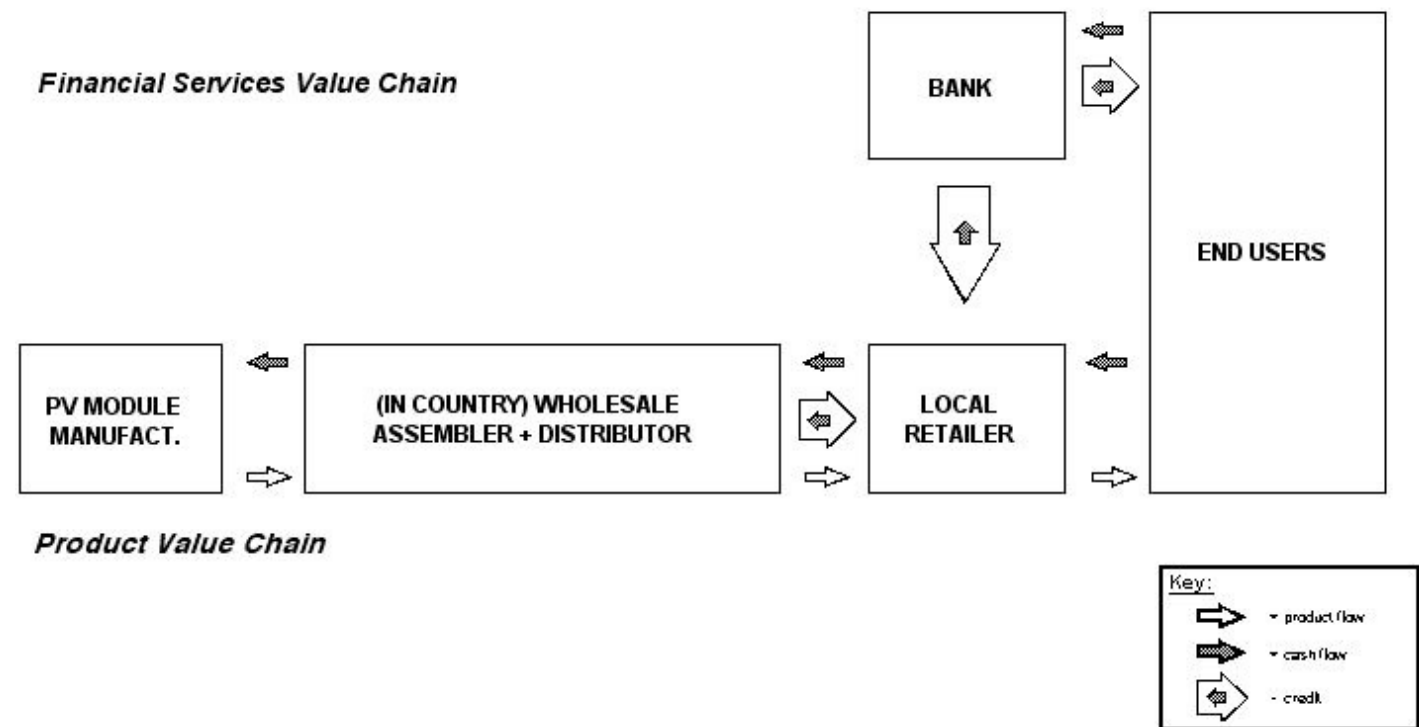 Financial Services Value Chain
BANK
END USERS
PV MODULE
MANUFACT.
(IN COUNTRY) WHOLESALE
ASSEMBLER + DISTRIBUTOR
LOCAL
RETAILER
Product Value Chain
Key:
= product flow
= cash flow
- credit